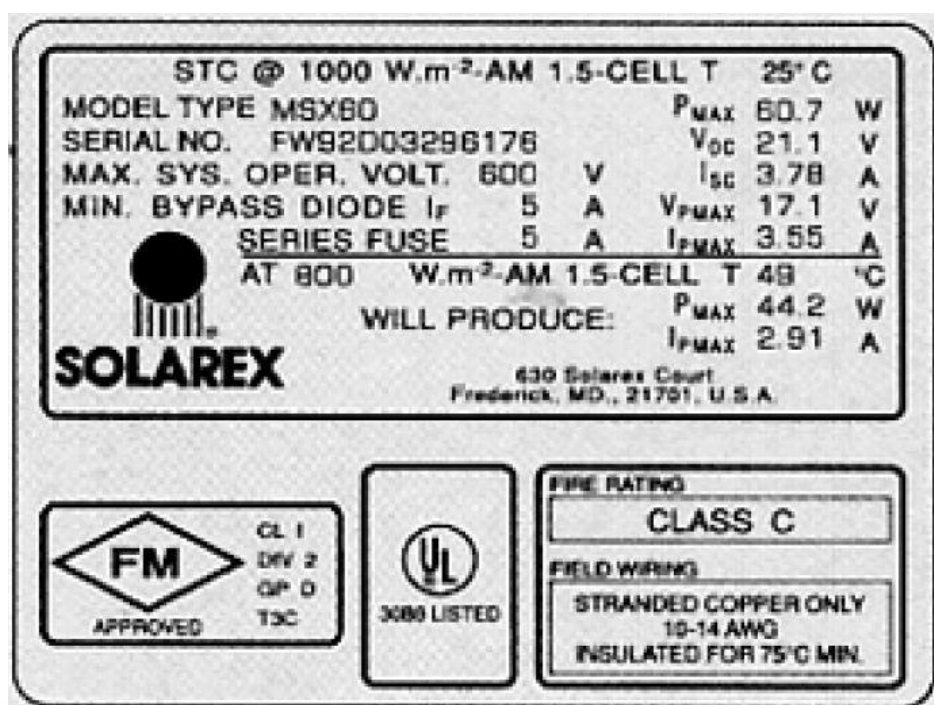 STC @ 1000 W.m-2-AM 1.5-CELL T 25° C
MODEL TYPE MSX60 PMAX 60.7 W
SERIAL NO. FW92D03296176 VOC 21.1 V
MAX. SYS. OPER. VOLT. 600 V ISC 3.78 A
MIN. BYPASS DIODE IF 5 A VPMAX 17.1 V
SERIES FUSE 5 A IPMAX 3.55 A
AT 800 W.m-2-AM 1.5-CELL T 49 °C
WILL PRODUCE: PMAX 44.2 W
IPMAX 2.91 A
SOLAREX
630 Solarex Court
Frederick, MD., 21701, U.S.A.
FM
APPROVED
CL I
DIV 2
GP D
T3C
UL
LISTED
FIRE RATING
CLASS C
FIELD WIRING
STRANDED COPPER ONLY
10-14 AWG
INSULATED FOR 75°C MIN.